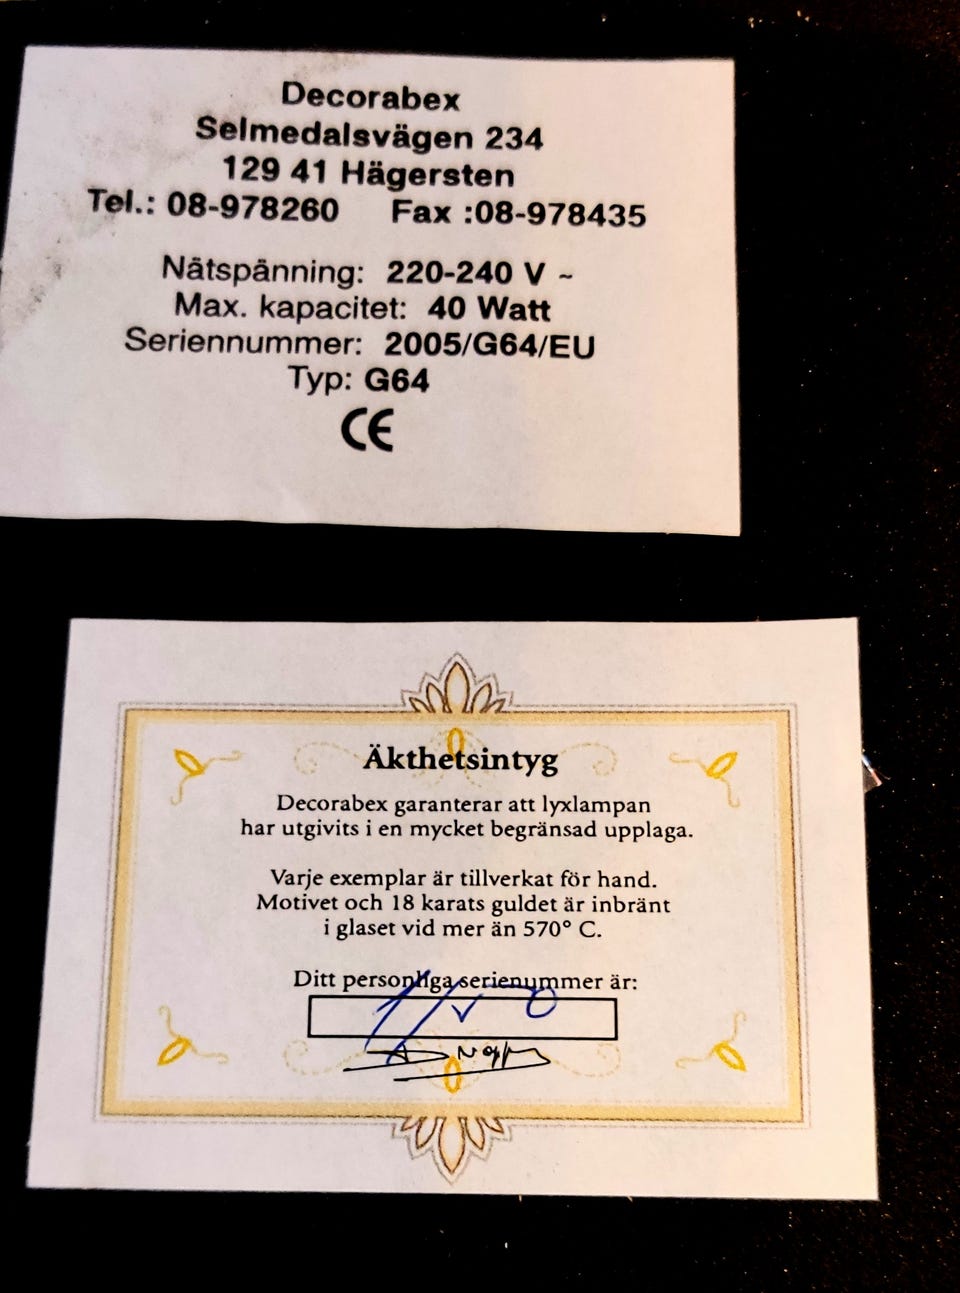 Decorabex
Selmedalsvägen 234
129 41 Hägersten
Tel.: 08-978260 Fax :08-978435
Nätspänning: 220-240 V ~
Max. kapacitet: 40 Watt
Seriennummer: 2005/G64/EU
Typ: G64
CE
Äkthetsintyg
Decorabex garanterar att lyxlampan
har utgivits i en mycket begränsad upplaga.
Varje exemplar är tillverkat för hand.
Motivet och 18 karats guldet är inbränt
i glaset vid mer än 570° C.
Ditt personliga serienummer är: